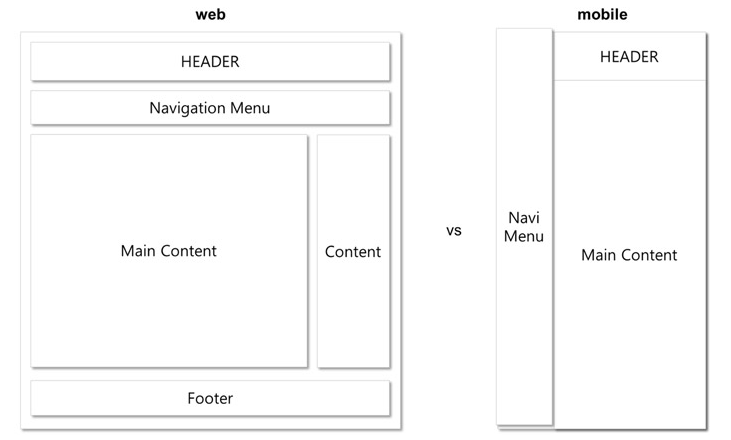 web
HEADER
Navigation Menu
Main Content
Content
Footer
vs
mobile
HEADER
Navi
Menu
Main Content